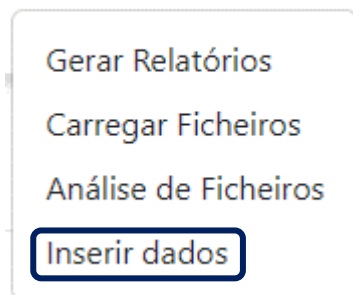 Gerar Relatórios
Carregar Ficheiros
Análise de Ficheiros
Inserir dados